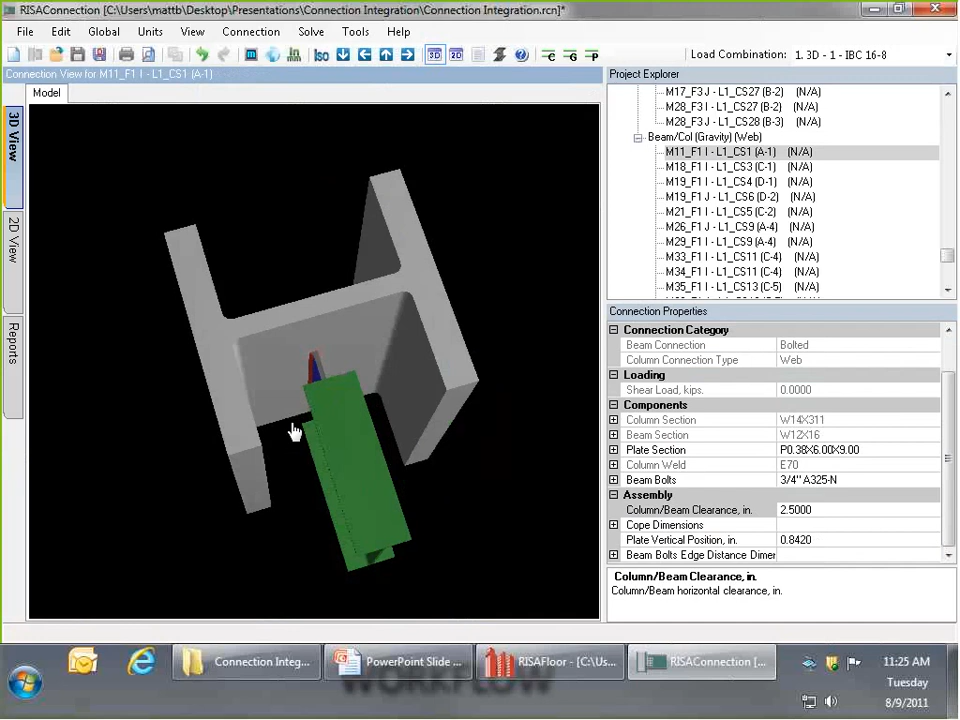 RISAConnection [C:\Users\mattb\Desktop\Presentations\Connection Integration\Connection Integration.rcn]*
File Edit Global Units View Connection Solve Tools Help
Iso 3D 2D C G P Load Combination: 1. 3D - 1 - IBC 16-8
Connection View for M11_F1 I - L1_CS1 (A-1)
Project Explorer
Model
3D View
2D View
Reports
M17_F3 J - L1_CS27 (B-2) (N/A)
M28_F3 I - L1_CS27 (B-2) (N/A)
M28_F3 J - L1_CS28 (B-3) (N/A)
Beam/Col (Gravity) (Web)
M11_F1 I - L1_CS1 (A-1) (N/A)
M18_F1 I - L1_CS3 (C-1) (N/A)
M19_F1 I - L1_CS4 (D-1) (N/A)
M19_F1 J - L1_CS6 (D-2) (N/A)
M21_F1 I - L1_CS5 (C-2) (N/A)
M26_F1 J - L1_CS9 (A-4) (N/A)
M29_F1 I - L1_CS9 (A-4) (N/A)
M33_F1 I - L1_CS11 (C-4) (N/A)
M34_F1 I - L1_CS11 (C-4) (N/A)
M35_F1 I - L1_CS13 (C-5) (N/A)
Connection Properties
Connection Category
Beam Connection Bolted
Column Connection Type Web
Loading
Shear Load, kips. 0.0000
Components
Column Section W14X311
Beam Section W12X16
Plate Section P0.38X6.00X9.00
Column Weld E70
Beam Bolts 3/4" A325-N
Assembly
Column/Beam Clearance, in. 2.5000
Cope Dimensions
Plate Vertical Position, in. 0.8420
Beam Bolts Edge Distance Dimer
Column/Beam Clearance, in.
Column/Beam horizontal clearance, in.
Connection Integ... PowerPoint Slide ... RISAFloor - [C:\Us... RISAConnection [...
11:25 AM
Tuesday
8/9/2011
WORKFLOW